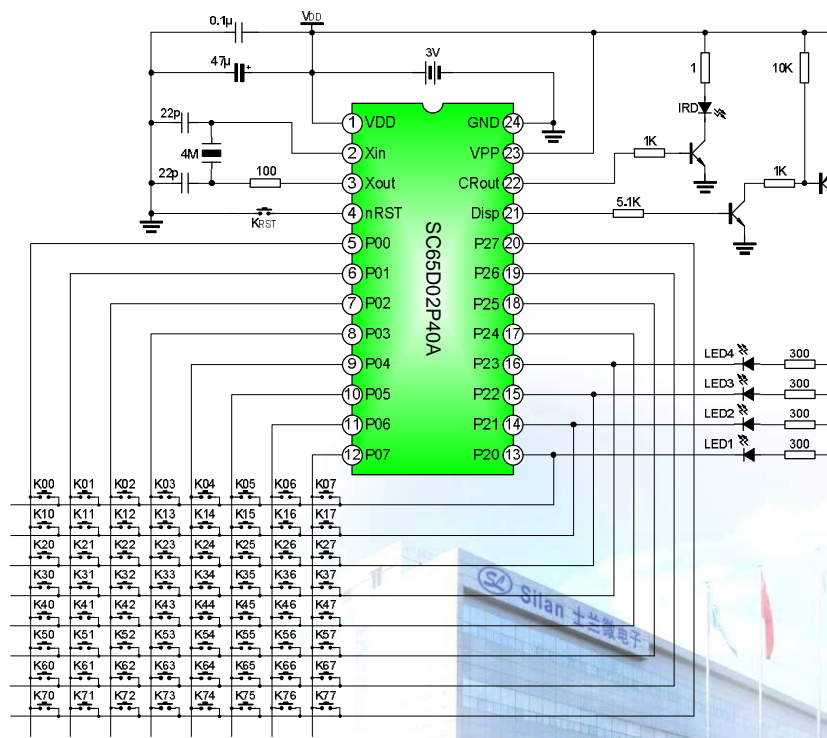 VDD
0.1µ
47µ
3V
22p
4M
22p
100
KRST
1
10K
IRD
1K
1K
5.1K
1 VDD GND 24
2 Xin VPP 23
3 Xout CRout 22
4 nRST Disp 21
5 P00 P27 20
6 P01 P26 19
7 P02 P25 18
8 P03 P24 17
9 P04 P23 16
10 P05 P22 15
11 P06 P21 14
12 P07 P20 13
SC65D02P40A
LED4 300
LED3 300
LED2 300
LED1 300
K00 K01 K02 K03 K04 K05 K06 K07
K10 K11 K12 K13 K14 K15 K16 K17
K20 K21 K22 K23 K24 K25 K26 K27
K30 K31 K32 K33 K34 K35 K36 K37
K40 K41 K42 K43 K44 K45 K46 K47
K50 K51 K52 K53 K54 K55 K56 K57
K60 K61 K62 K63 K64 K65 K66 K67
K70 K71 K72 K73 K74 K75 K76 K77
Silan 士兰微电子